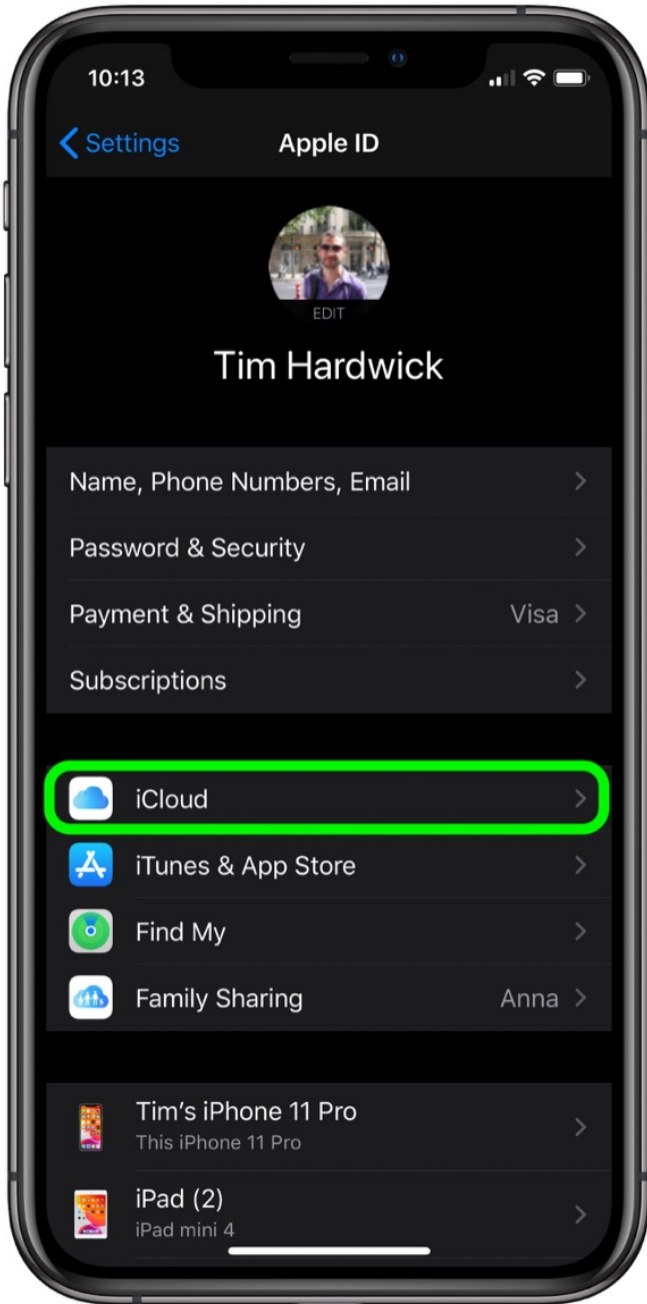 10:13
Settings
Apple ID
EDIT
Tim Hardwick
Name, Phone Numbers, Email
Password & Security
Payment & Shipping Visa
Subscriptions
iCloud
iTunes & App Store
Find My
Family Sharing Anna
Tim's iPhone 11 Pro
This iPhone 11 Pro
iPad (2)
iPad mini 4